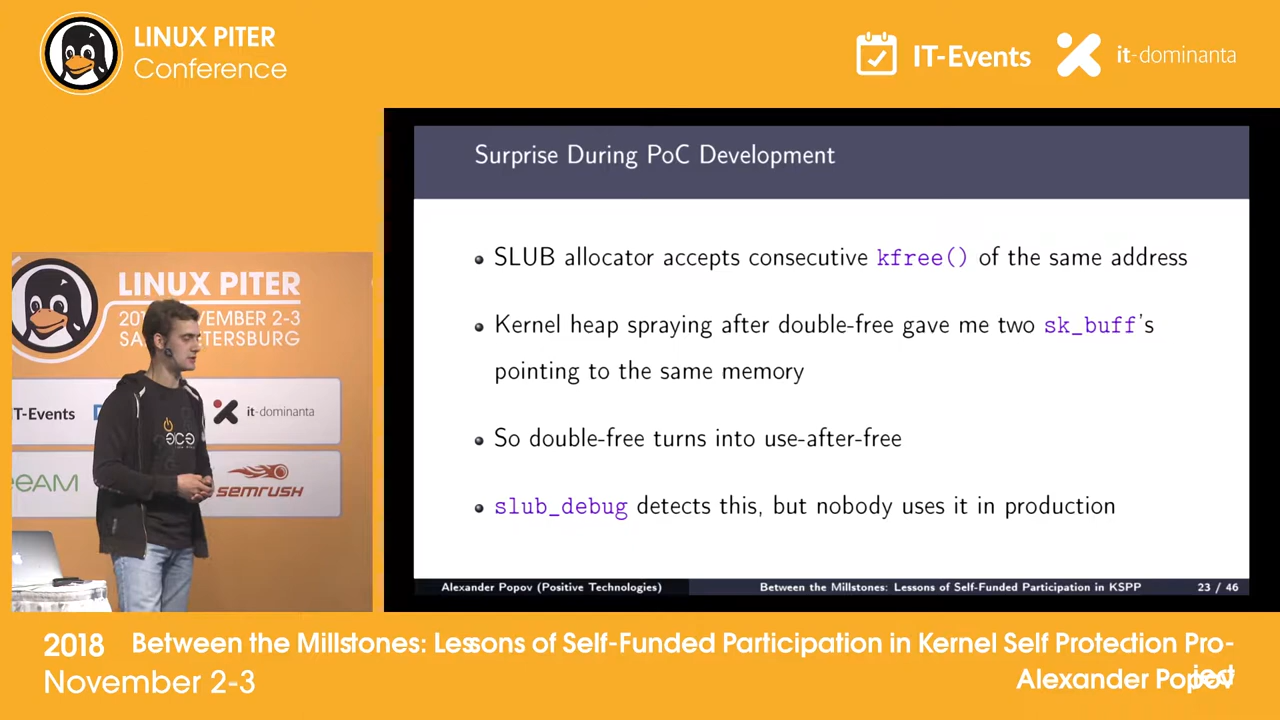 LINUX PITER
Conference
IT-Events
it-dominanta
Surprise During PoC Development
SLUB allocator accepts consecutive kfree() of the same address
Kernel heap spraying after double-free gave me two sk_buff's
pointing to the same memory
So double-free turns into use-after-free
slub_debug detects this, but nobody uses it in production
Alexander Popov (Positive Technologies)
Between the Millstones: Lessons of Self-Funded Participation in KSPP
23 / 46
LINUX PITER
NOVEMBER 2-3
IT-Events
it-dominanta
semrush
2018
Between the Millstones: Lessons of Self-Funded Participation in Kernel Self Protection Pro-
ject
November 2-3
Alexander Popov